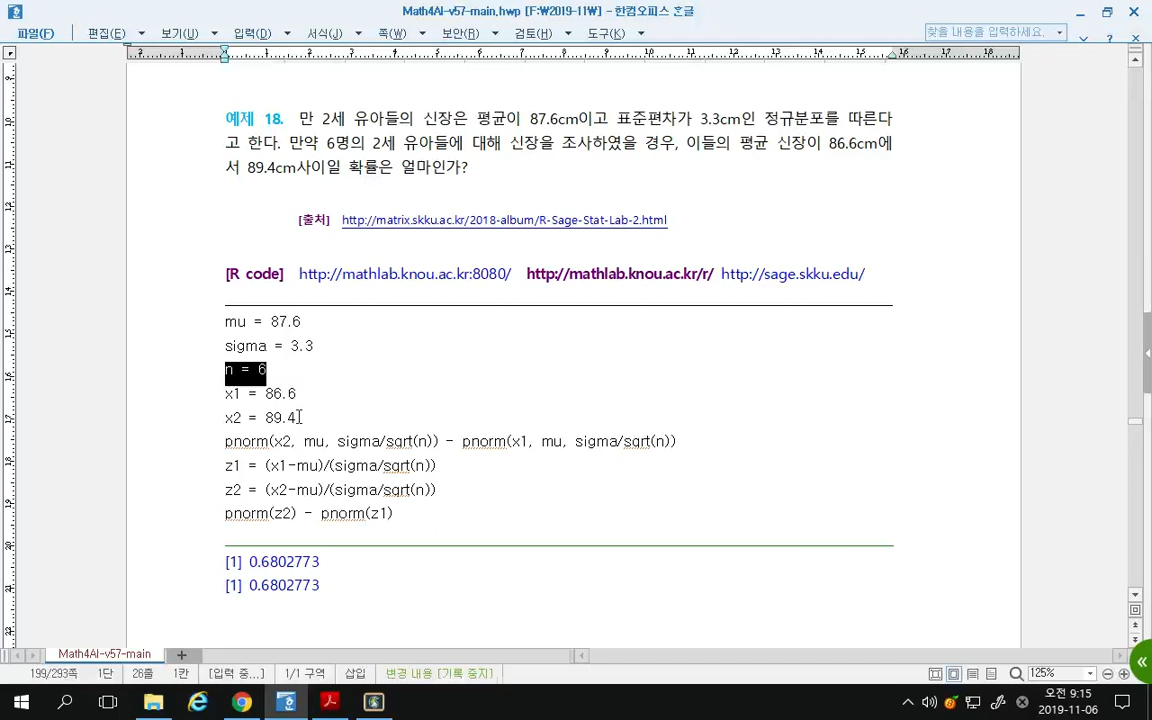 Math4AI-v57-main.hwp [F:₩2019-11₩] - 한컴오피스 흔글
파일(F) 편집(E) 보기(U) 입력(D) 서식(J) 쪽(W) 보안(R) 검토(H) 도구(K) 찾을 내용을 입력하세요.
예제 18. 만 2세 유아들의 신장은 평균이 87.6cm이고 표준편차가 3.3cm인 정규분포를 따른다
고 한다. 만약 6명의 2세 유아들에 대해 신장을 조사하였을 경우, 이들의 평균 신장이 86.6cm에
서 89.4cm사이일 확률은 얼마인가?
[출처] http://matrix.skku.ac.kr/2018-album/R-Sage-Stat-Lab-2.html
[R code] http://mathlab.knou.ac.kr:8080/ http://mathlab.knou.ac.kr/r/ http://sage.skku.edu/
mu = 87.6
sigma = 3.3
n = 6
x1 = 86.6
x2 = 89.4
pnorm(x2, mu, sigma/sqrt(n)) - pnorm(x1, mu, sigma/sqrt(n))
z1 = (x1-mu)/(sigma/sqrt(n))
z2 = (x2-mu)/(sigma/sqrt(n))
pnorm(z2) - pnorm(z1)
[1] 0.6802773
[1] 0.6802773
Math4AI-v57-main
199/293쪽 1단 26줄 1칸 [입력 중...] 1/1 구역 삽입 변경 내용 [기록 중지] 125%
오전 9:15
2019-11-06